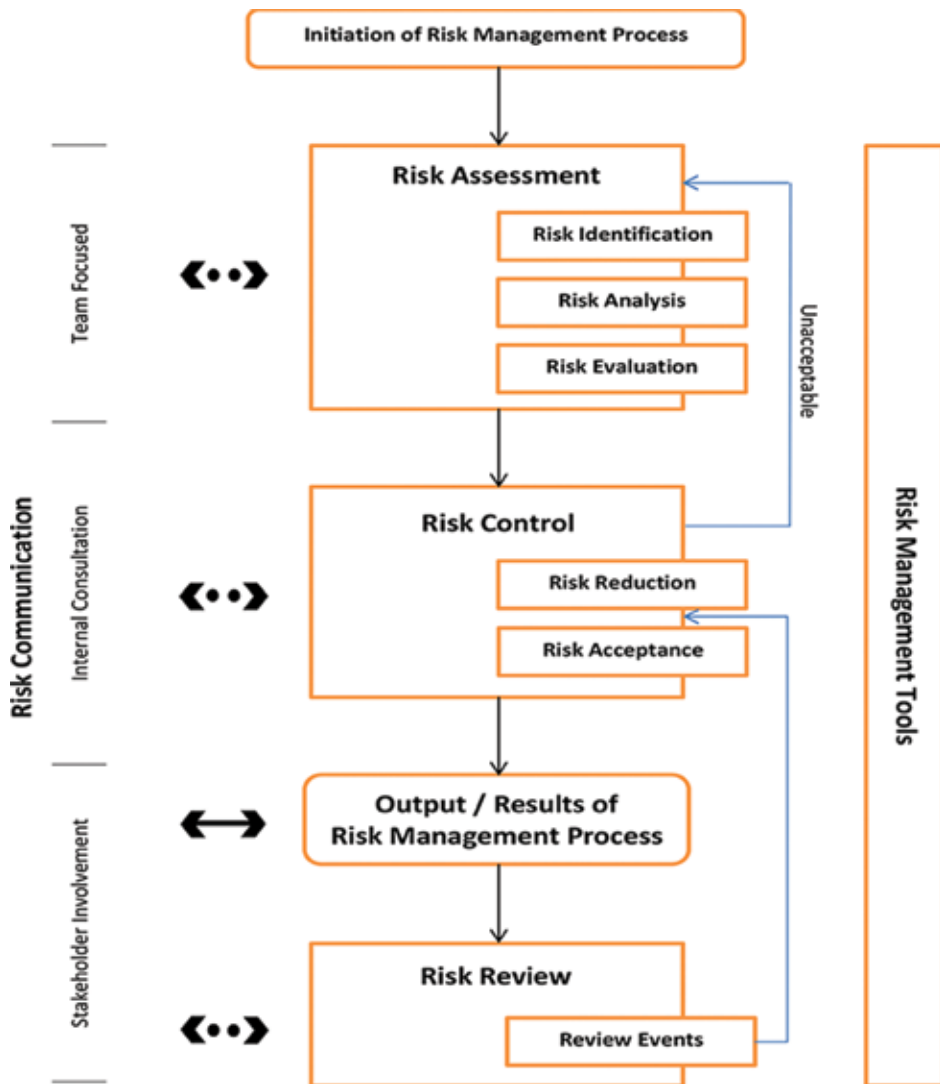 Initiation of Risk Management Process
Risk Assessment
Risk Identification
Risk Analysis
Risk Evaluation
Unacceptable
Team Focused
Risk Control
Risk Reduction
Risk Acceptance
Internal Consultation
Risk Communication
Risk Management Tools
Output / Results of
Risk Management Process
Stakeholder Involvement
Risk Review
Review Events